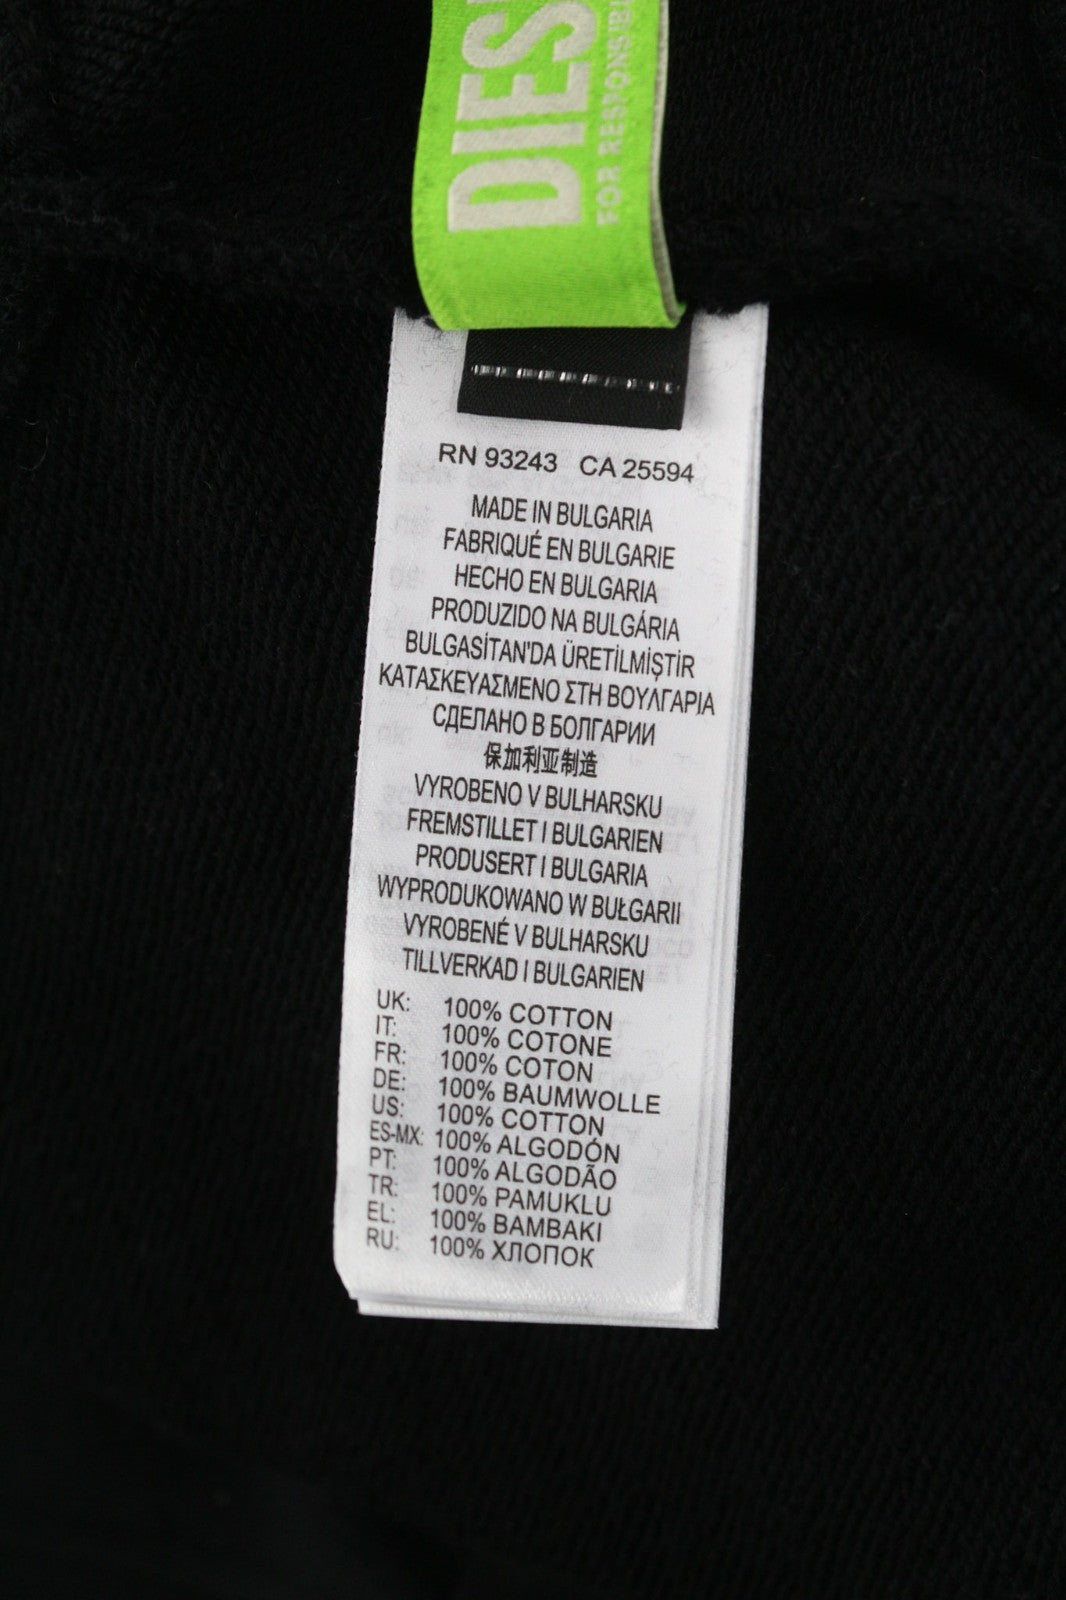 DIES
FOR RESPONSIBL
RN 93243 CA 25594
MADE IN BULGARIA
FABRIQUÉ EN BULGARIE
HECHO EN BULGARIA
PRODUZIDO NA BULGÁRIA
BULGASİTAN'DA ÜRETİLMİŞTİR
ΚΑΤΑΣΚΕΥΑΣΜΕΝΟ ΣΤΗ ΒΟΥΛΓΑΡΙΑ
СДЕЛАНО В БОЛГАРИИ
保加利亚制造
VYROBENO V BULHARSKU
FREMSTILLET I BULGARIEN
PRODUSERT I BULGARIA
WYPRODUKOWANO W BUŁGARII
VYROBENÉ V BULHARSKU
TILLVERKAD I BULGARIEN
UK: 100% COTTON
IT: 100% COTONE
FR: 100% COTON
DE: 100% BAUMWOLLE
US: 100% COTTON
ES-MX: 100% ALGODÓN
PT: 100% ALGODÃO
TR: 100% PAMUKLU
EL: 100% ΒΑΜΒΑΚΙ
RU: 100% ХЛОПОК